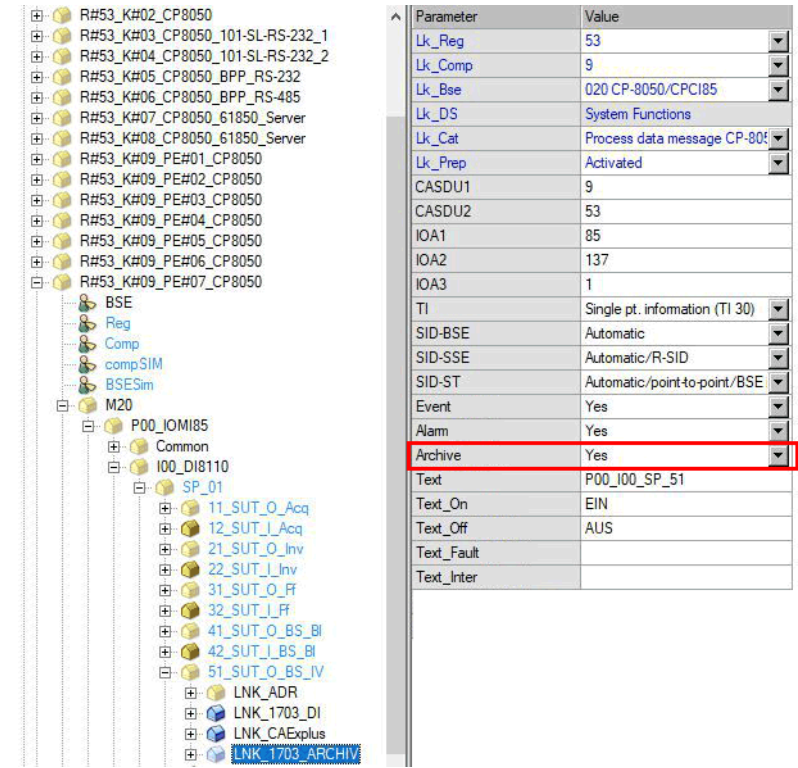 R#53_K#02_CP8050
R#53_K#03_CP8050_101-SL-RS-232_1
R#53_K#04_CP8050_101-SL-RS-232_2
R#53_K#05_CP8050_BPP_RS-232
R#53_K#06_CP8050_BPP_RS-485
R#53_K#07_CP8050_61850_Server
R#53_K#08_CP8050_61850_Server
R#53_K#09_PE#01_CP8050
R#53_K#09_PE#02_CP8050
R#53_K#09_PE#03_CP8050
R#53_K#09_PE#04_CP8050
R#53_K#09_PE#05_CP8050
R#53_K#09_PE#06_CP8050
R#53_K#09_PE#07_CP8050
BSE
Reg
Comp
compSIM
BSESim
M20
P00_IOMI85
Common
I00_DI8110
SP_01
11_SUT_O_Acq
12_SUT_I_Acq
21_SUT_O_Inv
22_SUT_I_Inv
31_SUT_O_Ff
32_SUT_I_Ff
41_SUT_O_BS_BI
42_SUT_I_BS_BI
51_SUT_O_BS_IV
LNK_ADR
LNK_1703_DI
LNK_CAExplus
LNK_1703_ARCHIV
Parameter Value
Lk_Reg 53
Lk_Comp 9
Lk_Bse 020 CP-8050/CPCI85
Lk_DS System Functions
Lk_Cat Process data message CP-805
Lk_Prep Activated
CASDU1 9
CASDU2 53
IOA1 85
IOA2 137
IOA3 1
TI Single pt. information (TI 30)
SID-BSE Automatic
SID-SSE Automatic/R-SID
SID-ST Automatic/point-to-point/BSE
Event Yes
Alarm Yes
Archive Yes
Text P00_I00_SP_51
Text_On EIN
Text_Off AUS
Text_Fault
Text_Inter